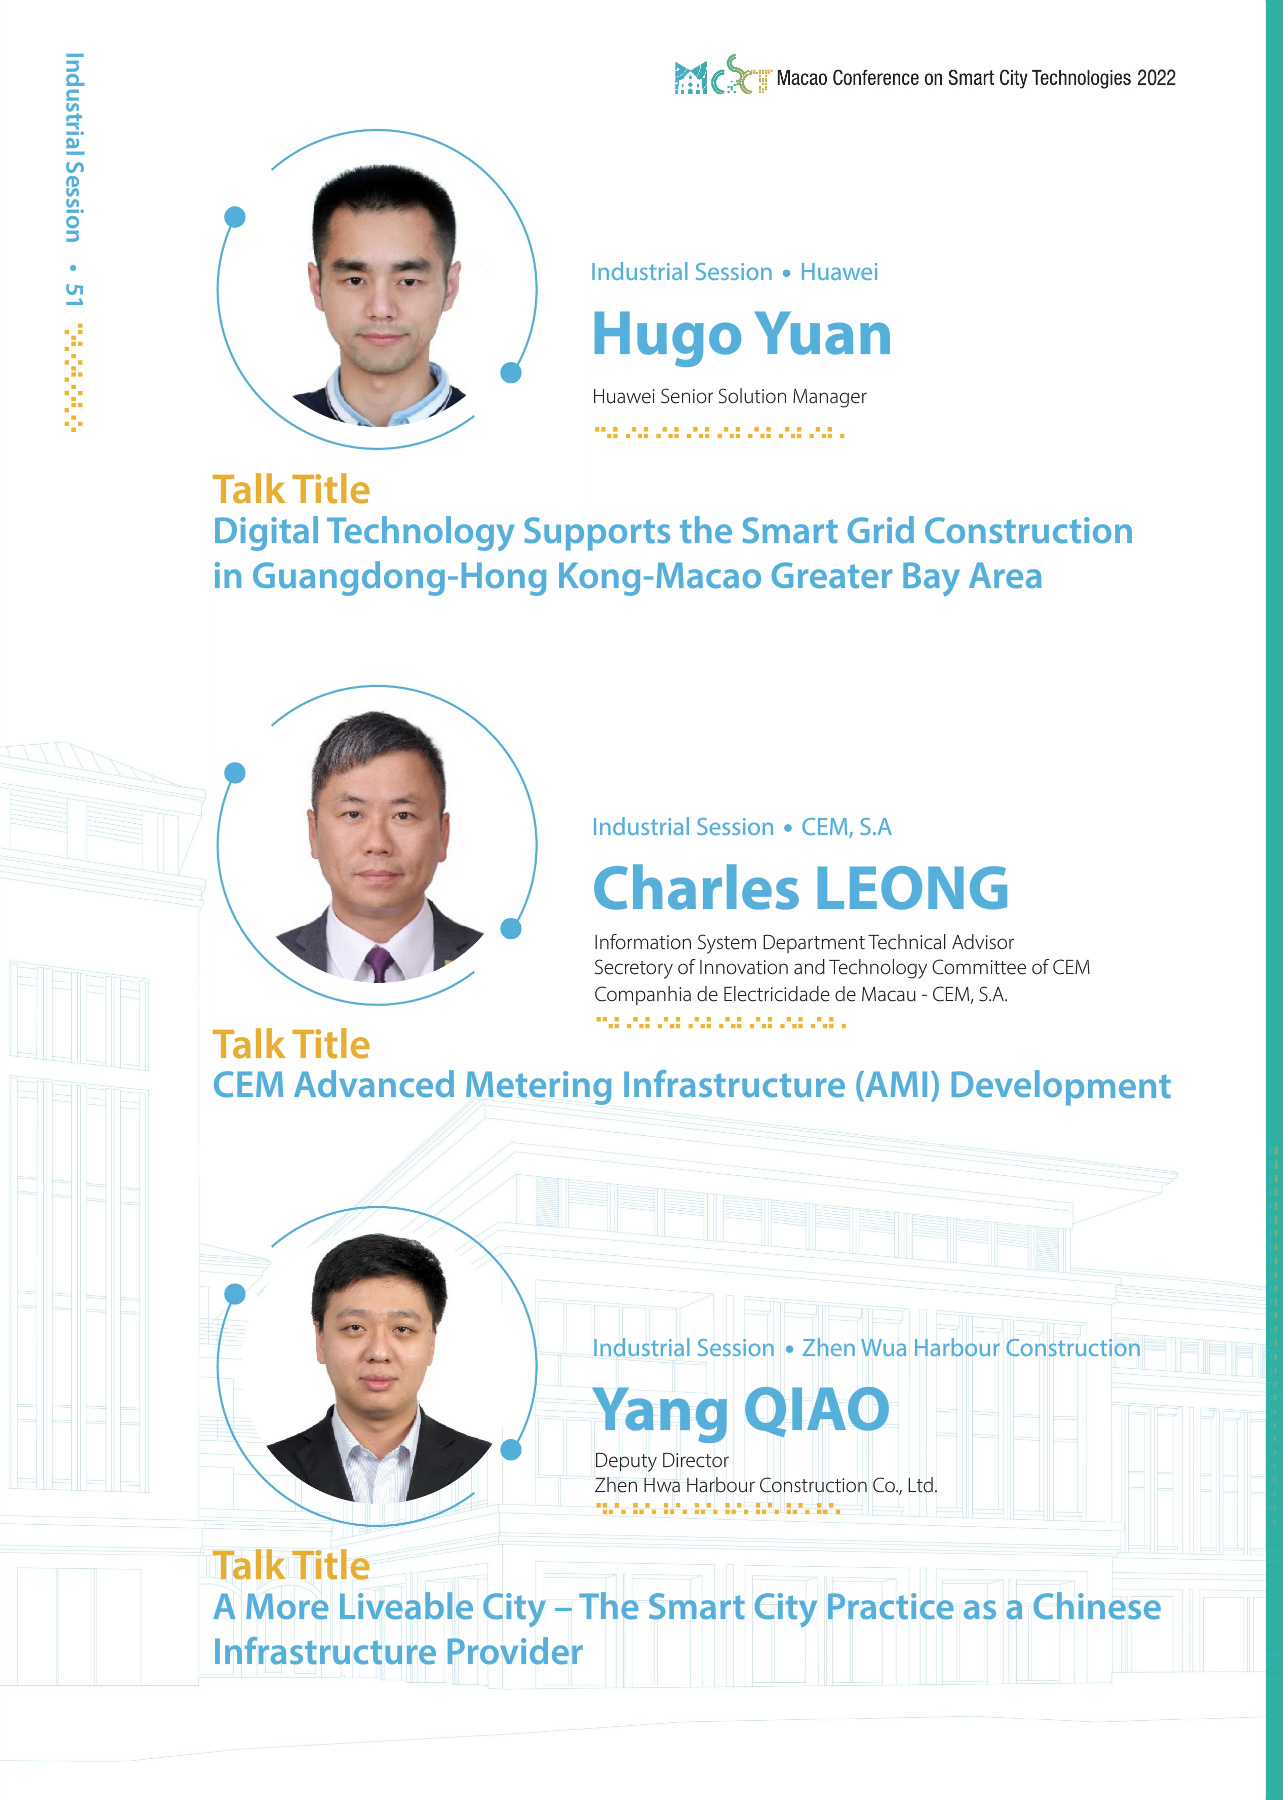 Industrial Session • 51
MCSCT Macao Conference on Smart City Technologies 2022
Industrial Session • Huawei
Hugo Yuan
Huawei Senior Solution Manager
Talk Title
Digital Technology Supports the Smart Grid Construction
in Guangdong-Hong Kong-Macao Greater Bay Area
Industrial Session • CEM, S.A
Charles LEONG
Information System Department Technical Advisor
Secretory of Innovation and Technology Committee of CEM
Companhia de Electricidade de Macau - CEM, S.A.
Talk Title
CEM Advanced Metering Infrastructure (AMI) Development
Industrial Session • Zhen Wua Harbour Construction
Yang QIAO
Deputy Director
Zhen Hwa Harbour Construction Co., Ltd.
Talk Title
A More Liveable City – The Smart City Practice as a Chinese
Infrastructure Provider